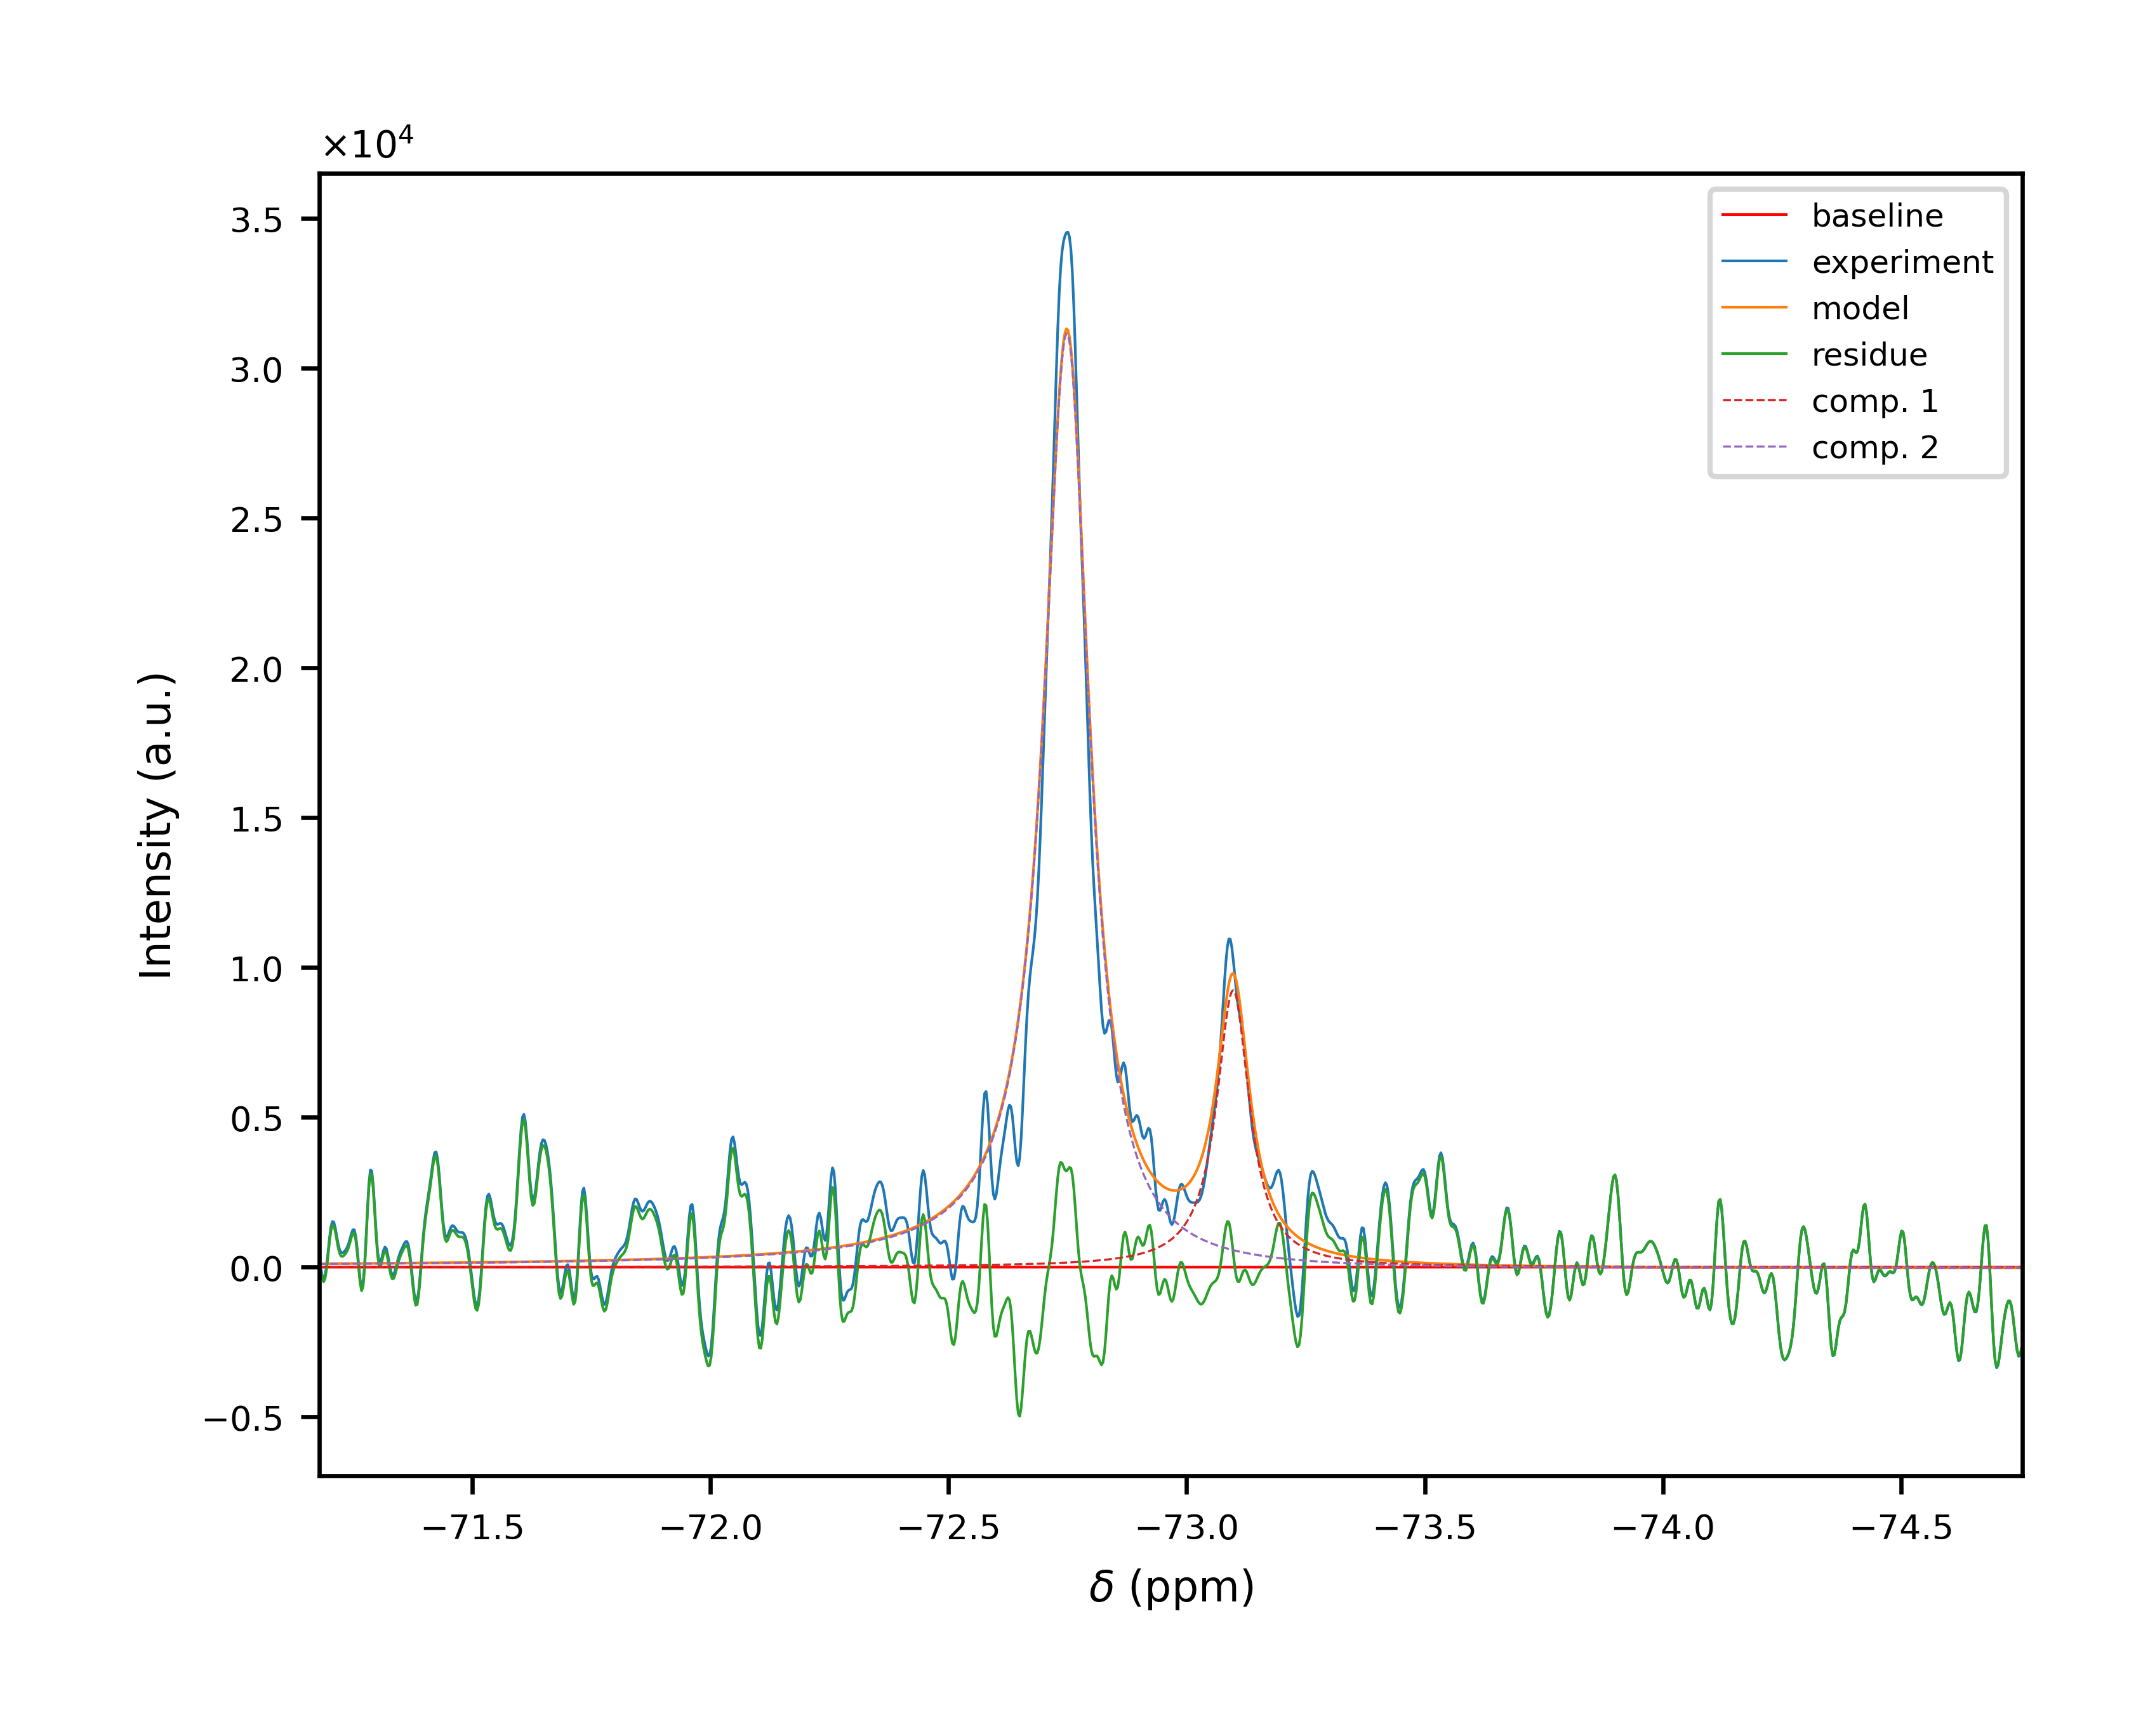 ×10⁴
3.5
3.0
2.5
2.0
1.5
1.0
0.5
0.0
−0.5
Intensity (a.u.)
baseline
experiment
model
residue
comp. 1
comp. 2
−71.5 −72.0 −72.5 −73.0 −73.5 −74.0 −74.5
δ (ppm)